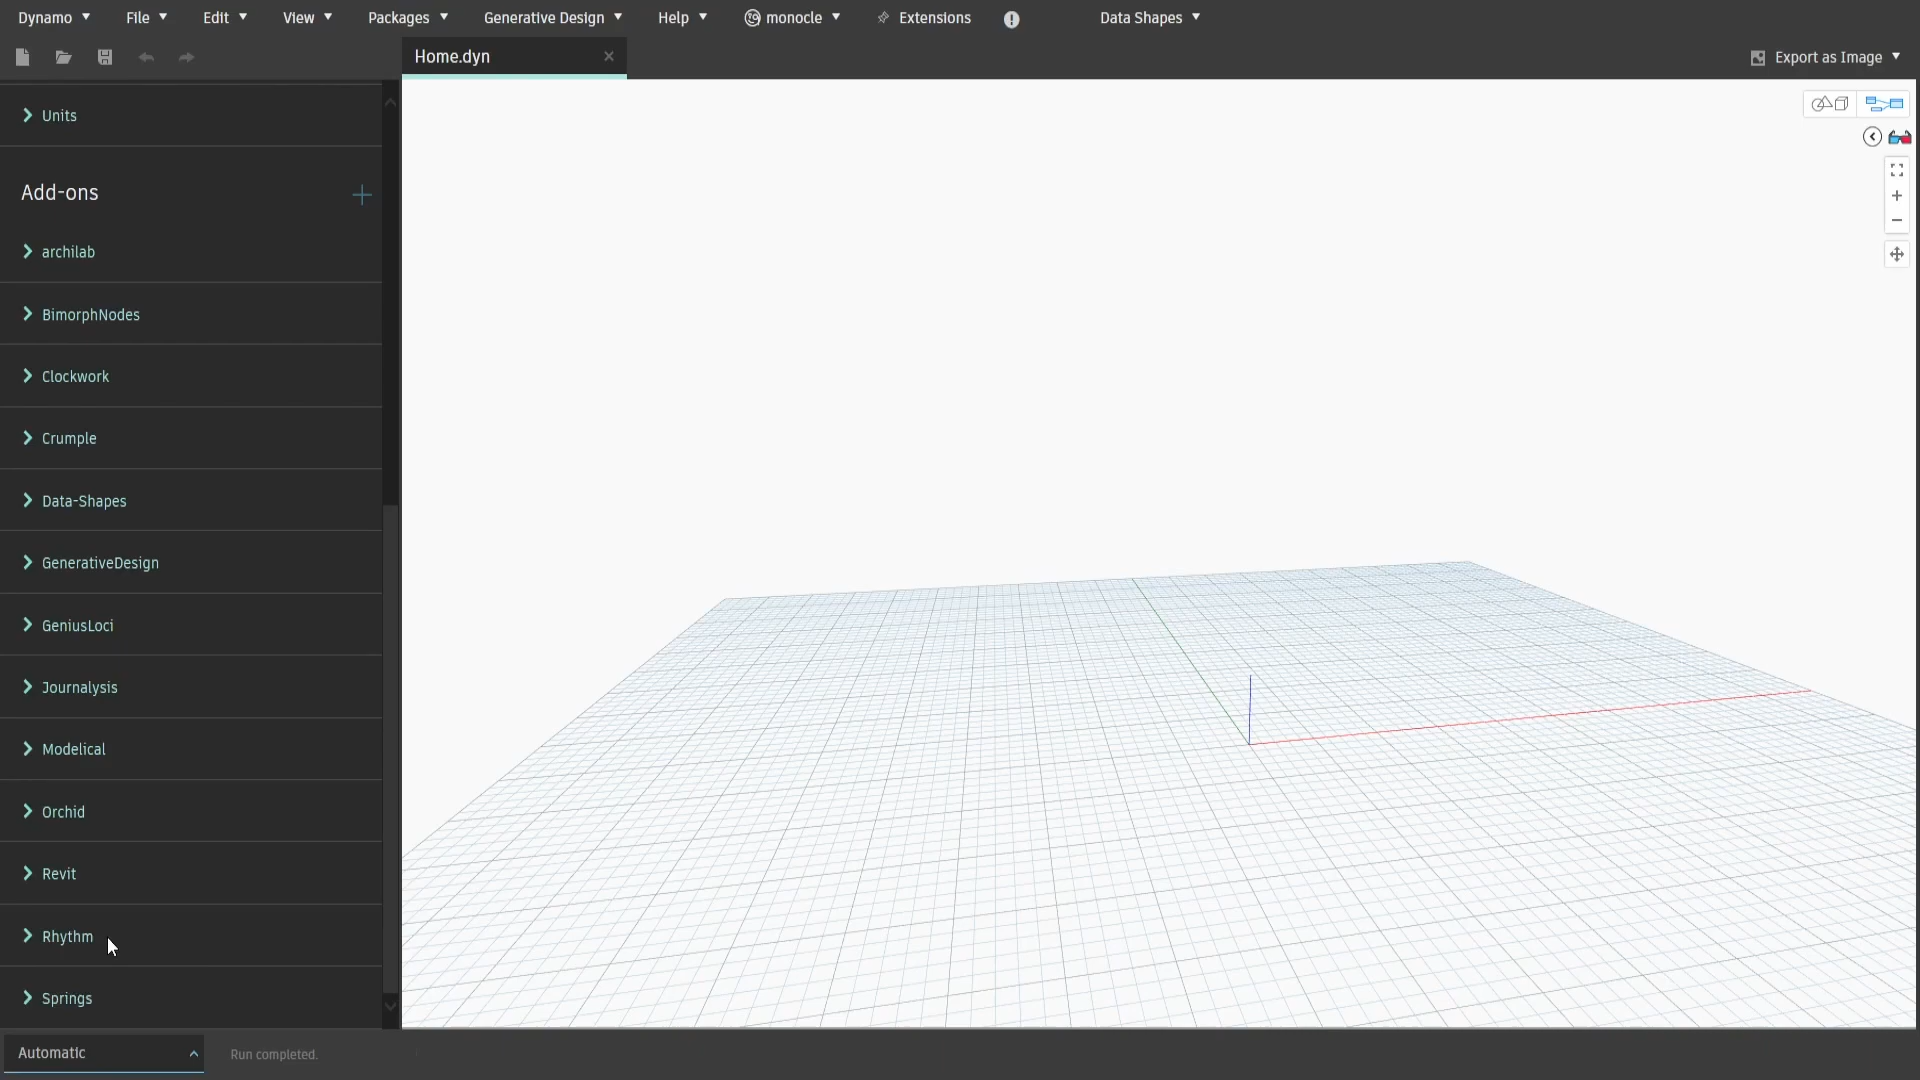 Dynamo File Edit View Packages Generative Design Help monocle Extensions Data Shapes
Home.dyn
Export as Image
Units
Add-ons
archilab
BimorphNodes
Clockwork
Crumple
Data-Shapes
GenerativeDesign
GeniusLoci
Journalysis
Modelical
Orchid
Revit
Rhythm
Springs
Automatic
Run completed.